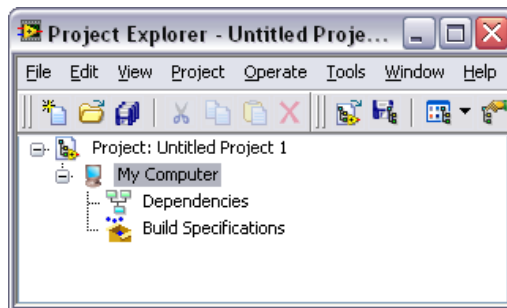 Project Explorer - Untitled Proje...
File Edit View Project Operate Tools Window Help
Project: Untitled Project 1
My Computer
Dependencies
Build Specifications